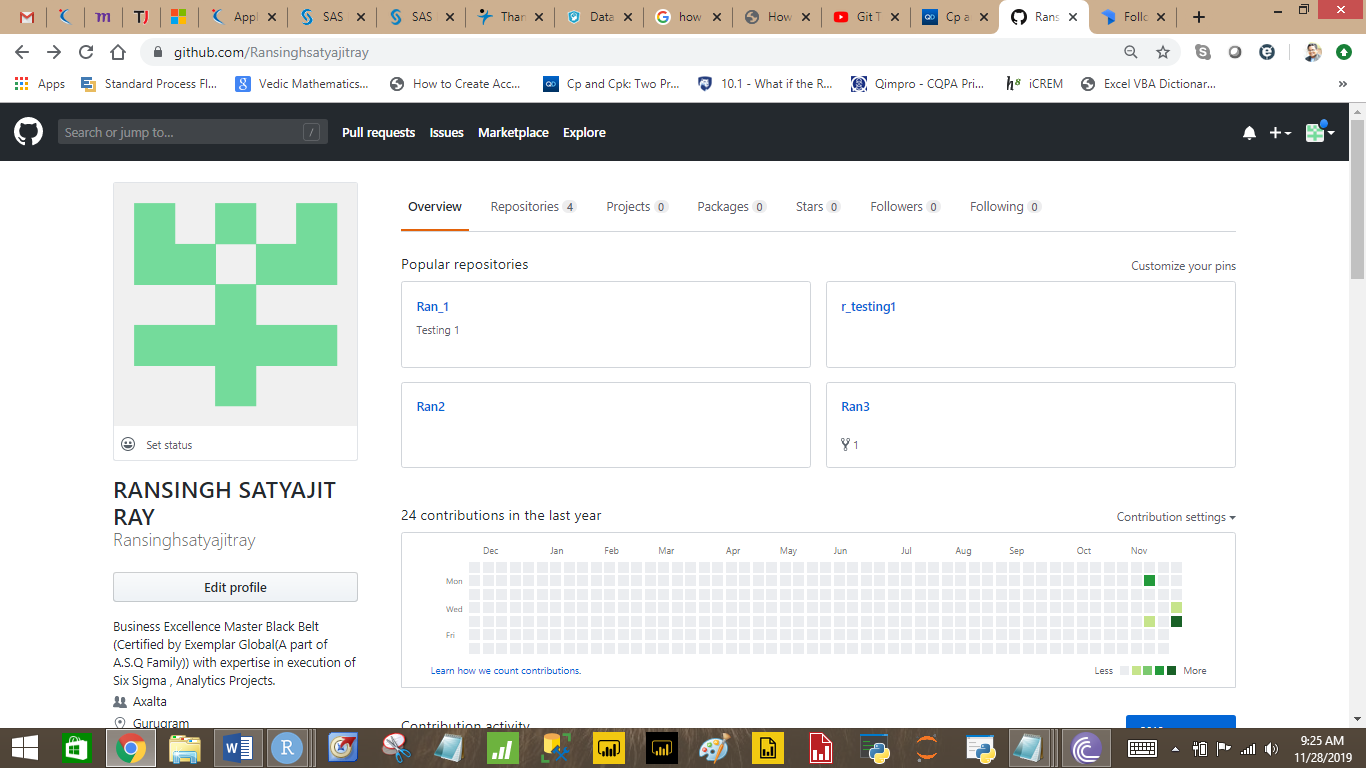 Appl
SAS
SAS
Than
Data
how
How
Git T
Cp a
Rans
Follo
github.com/Ransinghsatyajitray
Apps
Standard Process Fl...
Vedic Mathematics...
How to Create Acc...
Cp and Cpk: Two Pr...
10.1 - What if the R...
Qimpro - CQPA Pri...
iCREM
Excel VBA Dictionar...
»
Search or jump to...
/
Pull requests
Issues
Marketplace
Explore
Overview
Repositories 4
Projects 0
Packages 0
Stars 0
Followers 0
Following 0
Popular repositories
Customize your pins
Ran_1
Testing 1
r_testing1
Ran2
Ran3
1
Set status
RANSINGH SATYAJIT
RAY
Ransinghsatyajitray
Edit profile
Business Excellence Master Black Belt
(Certified by Exemplar Global(A part of
A.S.Q Family)) with expertise in execution of
Six Sigma , Analytics Projects.
Axalta
Gurugram
24 contributions in the last year
Contribution settings
Dec Jan Feb Mar Apr May Jun Jul Aug Sep Oct Nov
Mon
Wed
Fri
Learn how we count contributions.
Less
More
Contribution activity
9:25 AM
11/28/2019